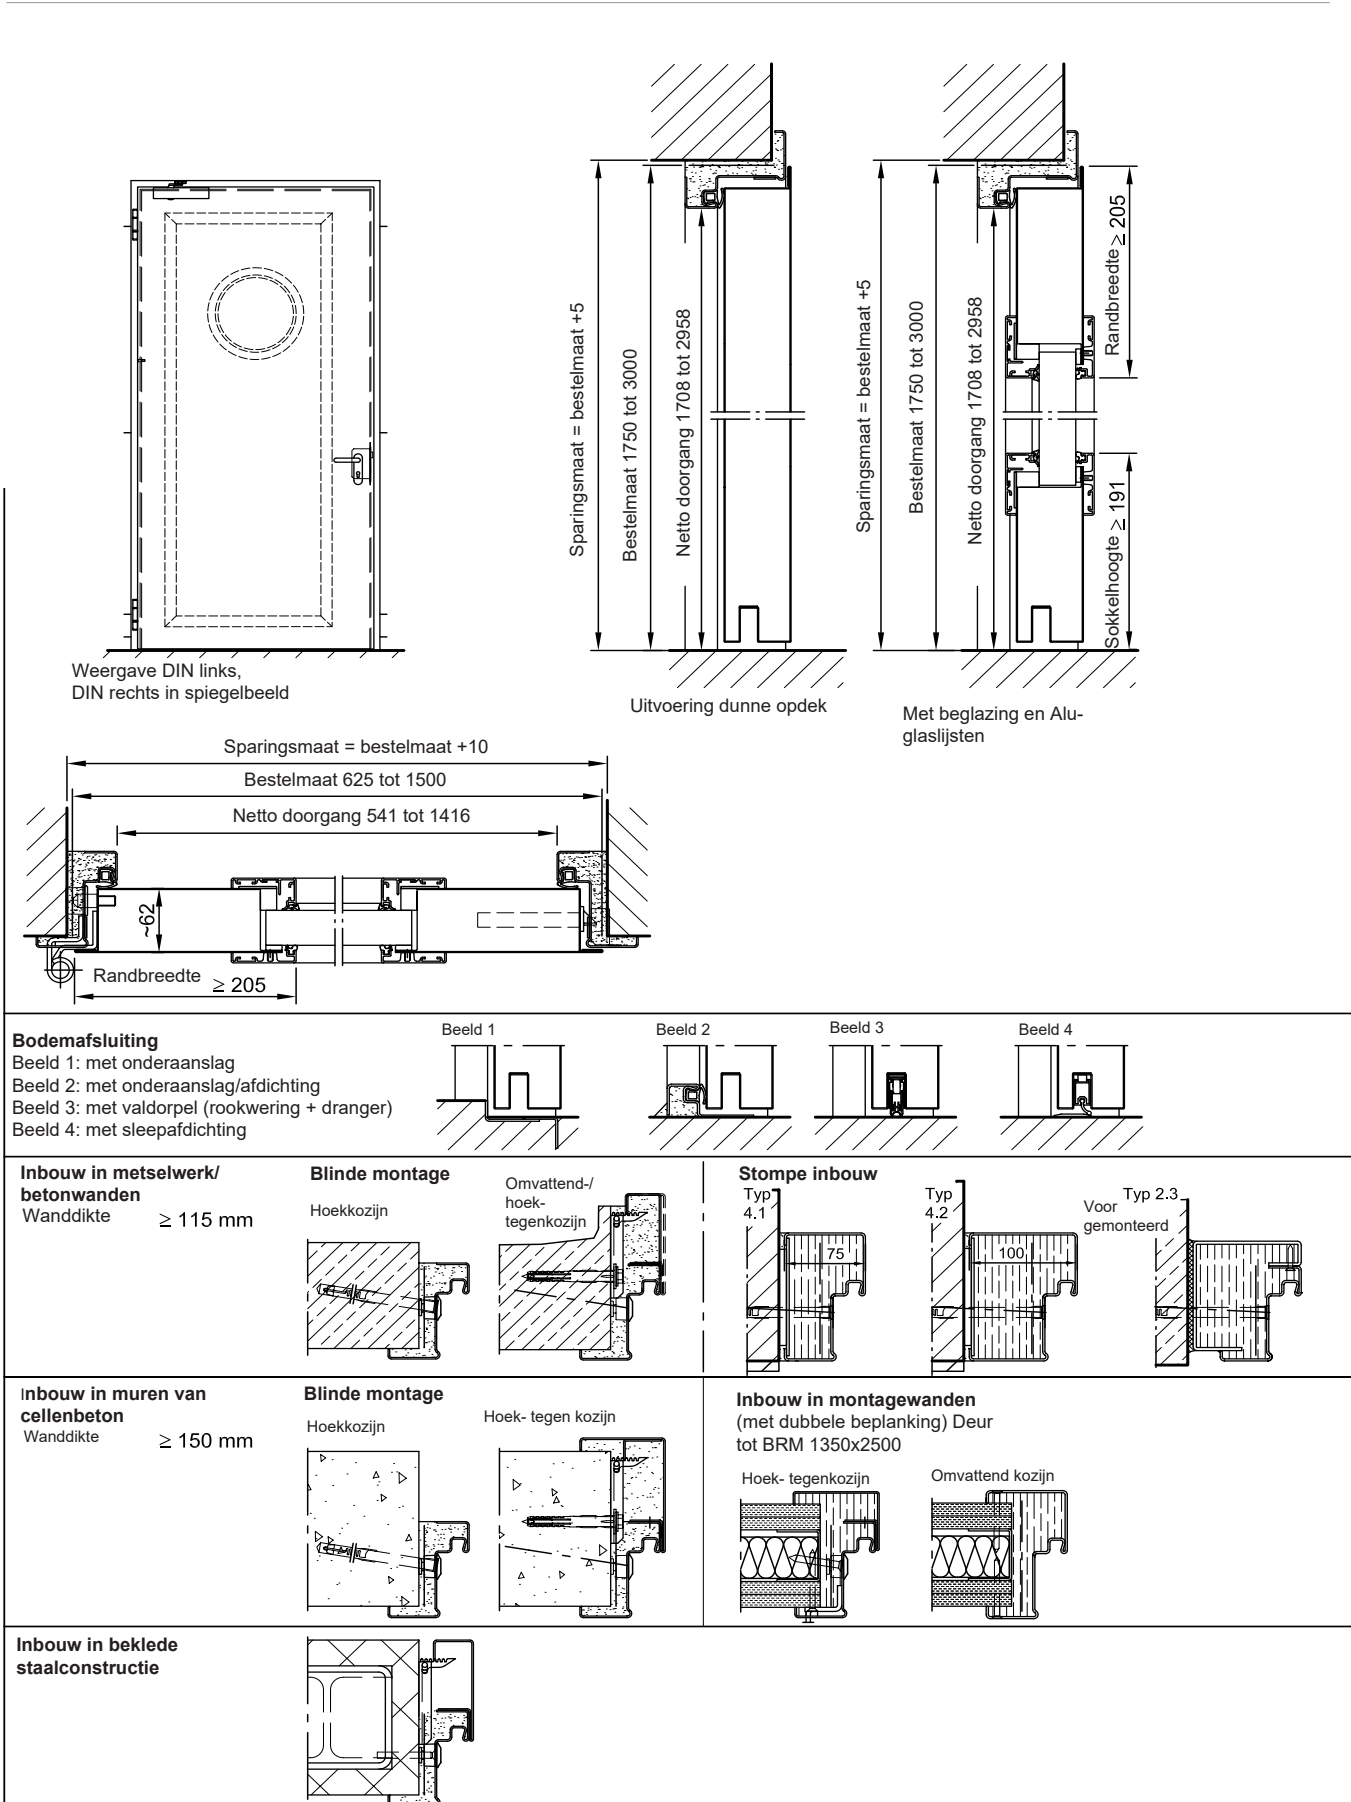 Weergave DIN links,
DIN rechts in spiegelbeeld
Sparingsmaat = bestelmaat +5
Bestelmaat 1750 tot 3000
Netto doorgang 1708 tot 2958
Uitvoering dunne opdek
Sparingsmaat = bestelmaat +5
Bestelmaat 1750 tot 3000
Netto doorgang 1708 tot 2958
Randbreedte ≥ 205
Sokkelhoogte ≥ 191
Met beglazing en Alu-
glaslijsten
Sparingsmaat = bestelmaat +10
Bestelmaat 625 tot 1500
Netto doorgang 541 tot 1416
~62
Randbreedte ≥ 205
Bodemafsluiting
Beeld 1: met onderaanslag
Beeld 2: met onderaanslag/afdichting
Beeld 3: met valdorpel (rookwering + dranger)
Beeld 4: met sleepafdichting
Beeld 1
Beeld 2
Beeld 3
Beeld 4
Inbouw in metselwerk/
betonwanden
Wanddikte ≥ 115 mm
Blinde montage
Hoekkozijn
Omvattend-/
hoek-
tegenkozijn
Stompe inbouw
Typ
4.1
75
Typ
4.2
100
Voor
gemonteerd
Typ 2.3
Inbouw in muren van
cellenbeton
Wanddikte ≥ 150 mm
Blinde montage
Hoekkozijn
Hoek- tegen kozijn
Inbouw in montagewanden
(met dubbele beplanking) Deur
tot BRM 1350x2500
Hoek- tegenkozijn
Omvattend kozijn
Inbouw in beklede
staalconstructie